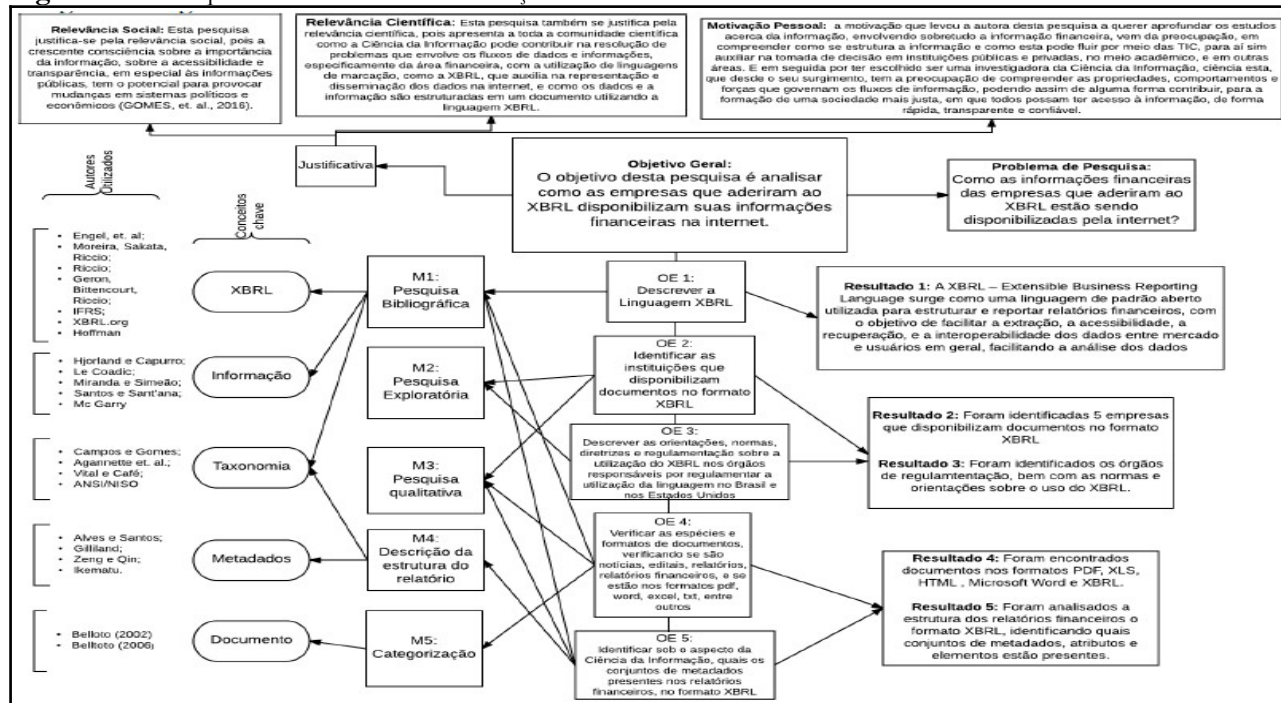 Relevância Social: Esta pesquisa
justifica-se pela relevância social, pois a
crescente consciência sobre a importância
da informação, sobre a acessibilidade e
transparência, em especial às informações
públicas, tem o potencial para provocar
mudanças em sistemas políticos e
econômicos (GOMES, et. al., 2016).
Relevância Científica: Esta pesquisa também se justifica pela
relevância científica, pois apresenta a toda a comunidade científica
como a Ciência da Informação pode contribuir na resolução de
problemas que envolve os fluxos de dados e informações,
especificamente da área financeira, com a utilização de linguagens
de marcação, como a XBRL, que auxilia na representação e
disseminação dos dados na internet, e como os dados e a
informação são estruturadas em um documento utilizando a
linguagem XBRL.
Motivação Pessoal: a motivação que levou a autora desta pesquisa a querer aprofundar os estudos
acerca da informação, envolvendo sobretudo a informação financeira, vem da preocupação, em
compreender como se estrutura a informação e como esta pode fluir por meio das TIC, para aí sim
auxiliar na tomada de decisão em instituições públicas e privadas, no meio acadêmico, e em outras
áreas. E em seguida por ter escolhido ser uma investigadora da Ciência da Informação, ciência esta,
que desde o seu surgimento, tem a preocupação de compreender as propriedades, comportamentos e
forças que governam os fluxos de informação, podendo assim de alguma forma contribuir, para a
formação de uma sociedade mais justa, em que todos possam ter acesso à informação, de forma
rápida, transparente e confiável.
Justificativa
Objetivo Geral:
O objetivo desta pesquisa é analisar
como as empresas que aderiram ao
XBRL disponibilizam suas informações
financeiras na internet.
Problema de Pesquisa:
Como as informações financeiras
das empresas que aderiram ao
XBRL estão sendo
disponibilizadas pela internet?
Autores
Utilizados
Conceitos
chave
• Engel, et. al;
• Moreira, Sakata,
Riccio;
• Riccio;
• Geron,
Bittencourt,
Riccio;
• IFRS;
• XBRL.org
• Hoffman
XBRL
M1:
Pesquisa
Bibliográfica
OE 1:
Descrever a
Linguagem XBRL
Resultado 1: A XBRL – Extensible Business Reporting
Language surge como uma linguagem de padrão aberto
utilizada para estruturar e reportar relatórios financeiros, com
o objetivo de facilitar a extração, a acessibilidade, a
recuperação, e a interoperabilidade dos dados entre mercado
e usuários em geral, facilitando a análise dos dados
• Hjorland e Capurro;
• Le Coadic;
• Miranda e Simeão;
• Santos e Sant'ana;
• Mc Garry
Informação
M2:
Pesquisa
Exploratória
OE 2:
Identificar as
instituições que
disponibilizam
documentos no formato
XBRL
Resultado 2: Foram identificadas 5 empresas
que disponibilizam documentos no formato
XBRL
Resultado 3: Foram identificados os órgãos
de regulamtentação, bem com as normas e
orientações sobre o uso do XBRL.
• Campos e Gomes;
• Agannette et. al.;
• Vital e Café;
• ANSI/NISO
Taxonomia
M3:
Pesquisa
qualitativa
OE 3:
Descrever as orientações, normas,
diretrizes e regulamentação sobre a
utilização do XBRL nos órgãos
responsáveis por regulamentar a
utilização da linguagem no Brasil e
nos Estados Unidos
• Alves e Santos;
• Gilliland;
• Zeng e Qin;
• Ikematu.
Metadados
M4:
Descrição da
estrutura do
relatório
OE 4:
Verificar as espécies e
formatos de documentos,
verificando se são
notícias, editais, relatórios,
relatórios financeiros, e se
estão nos formatos pdf,
word, excel, txt, entre
outros
Resultado 4: Foram encontrados
documentos nos formatos PDF, XLS,
HTML , Microsoft Word e XBRL.
Resultado 5: Foram analisados a
estrutura dos relatórios financeiros o
formato XBRL, identificando quais
conjuntos de metadados, atributos e
elementos estão presentes.
• Belloto (2002)
• Belltoto (2006)
Documento
M5:
Categorização
OE 5:
Identificar sob o aspecto da
Ciência da Informação, quais os
conjuntos de metadados
presentes nos relatórios
financeiros, no formato XBRL